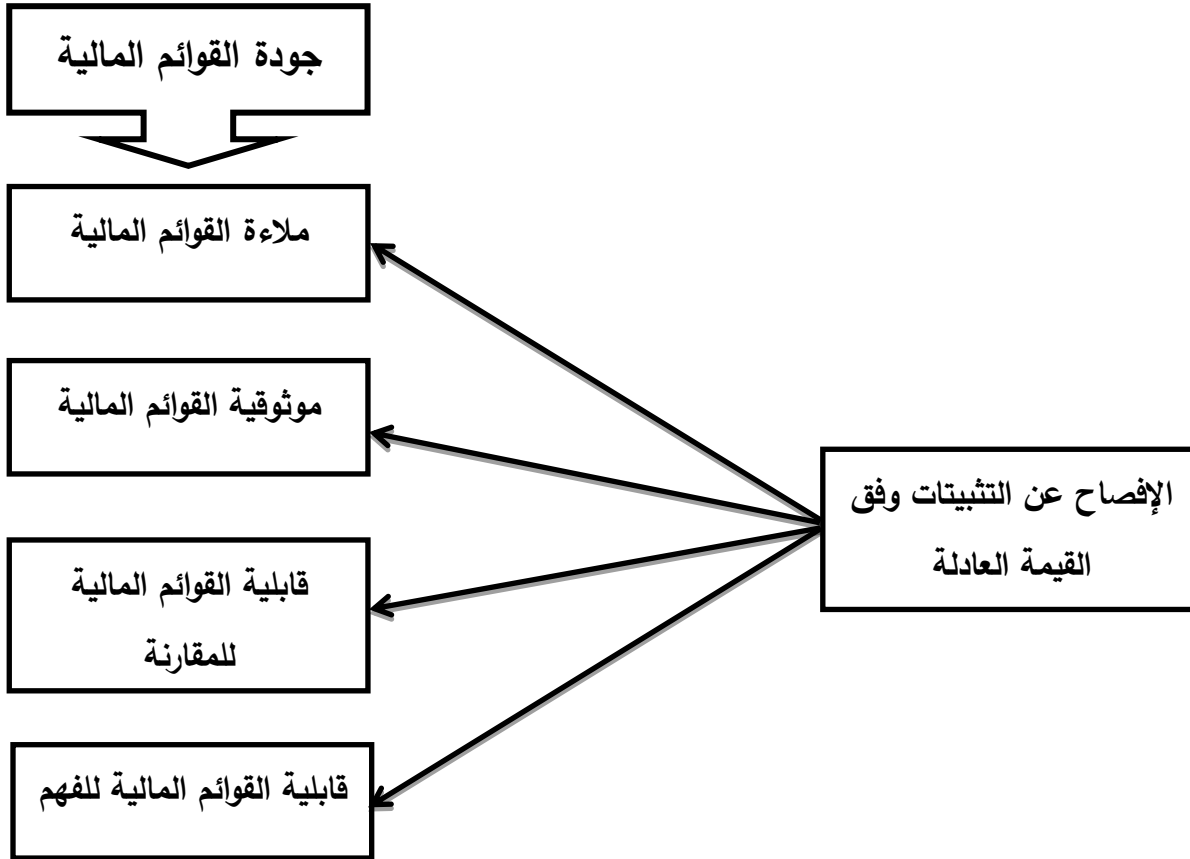 جودة القوائم المالية
ملاءة القوائم المالية
موثوقية القوائم المالية
الإفصاح عن التثبيتات وفق
القيمة العادلة
قابلية القوائم المالية
للمقارنة
قابلية القوائم المالية للفهم